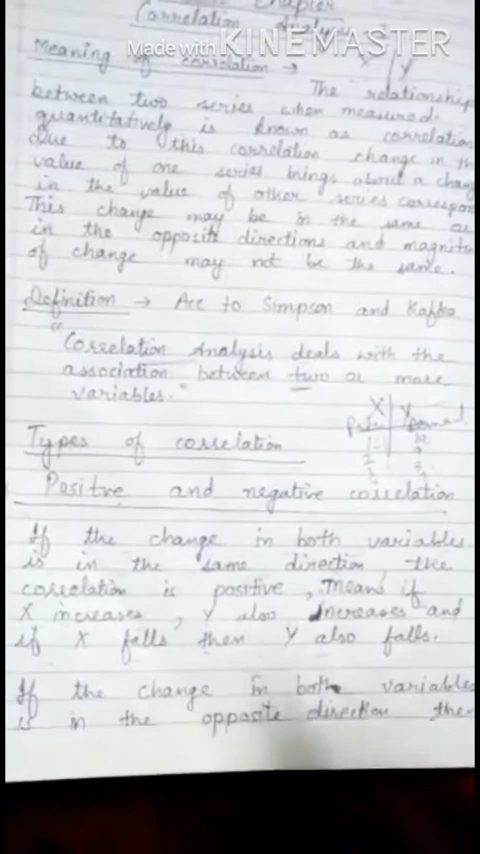 Chapter
Correlation Analysis
Made with KINEMASTER
X | Y
Meaning of correlation →
The relationship
between two series when measured.
quantitatively is known as correlation
Due to this correlation change in the
value of one series brings about a chang
in the value of other series correspon
This change may be in the same or
in the opposite directions and magnitu
of change may not be the same.
Definition → Acc to Simpson and Kafka
"Correlation Analysis deals with the
association between two or more
variables."
X | Y
Types of correlation
Positve and negative correlation
If the change in both variables
is in the same direction, the
correlation is positive, Means if
X increases, Y also Increases and
if X falls then Y also falls.
If the change in both variables
is in the opposite direction then